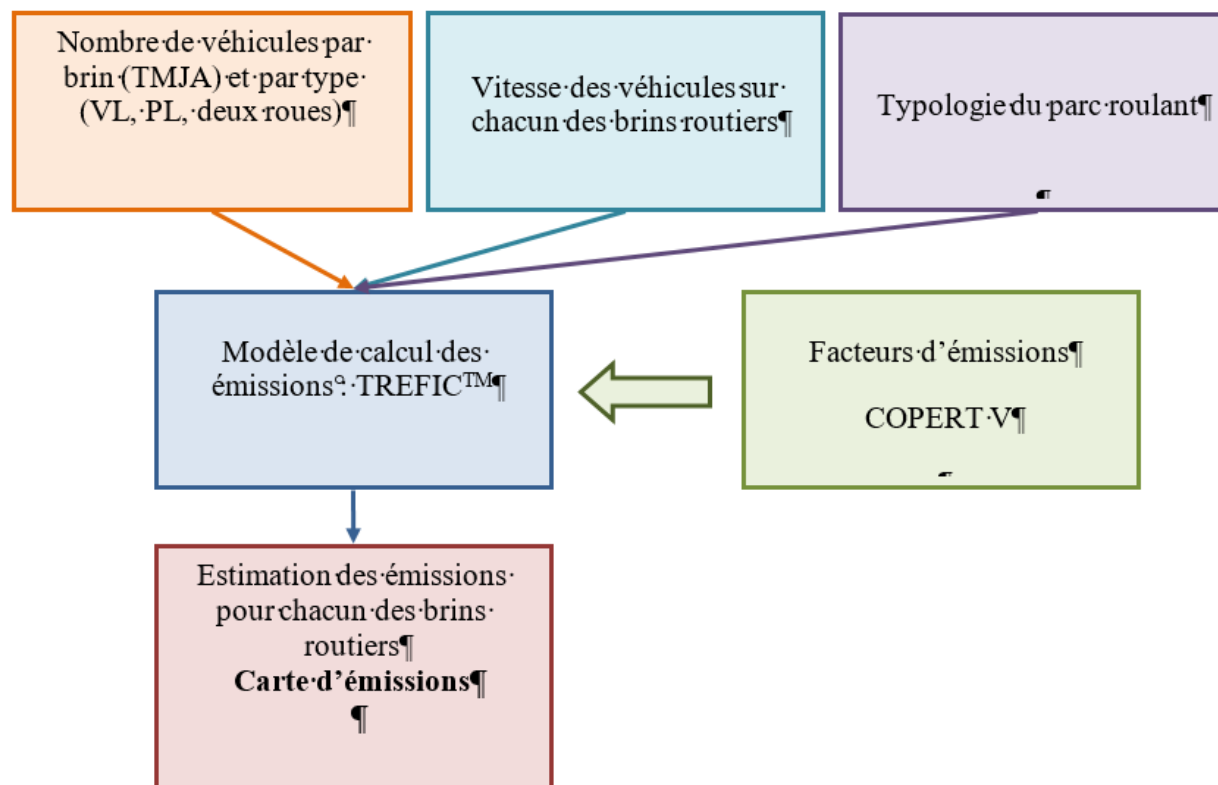 Nombre·de·véhicules·par·
brin·(TMJA)·et·par·type·
(VL,·PL,·deux·roues)¶
Vitesse·des·véhicules·sur·
chacun·des·brins·routiers¶
Typologie·du·parc·roulant¶
¶
Modèle·de·calcul·des·
émissions°:·TREFIC™¶
Facteurs·d’émissions¶
COPERT·V¶
¶
Estimation·des·émissions·
pour·chacun·des·brins·
routiers¶
Carte·d’émissions¶
¶